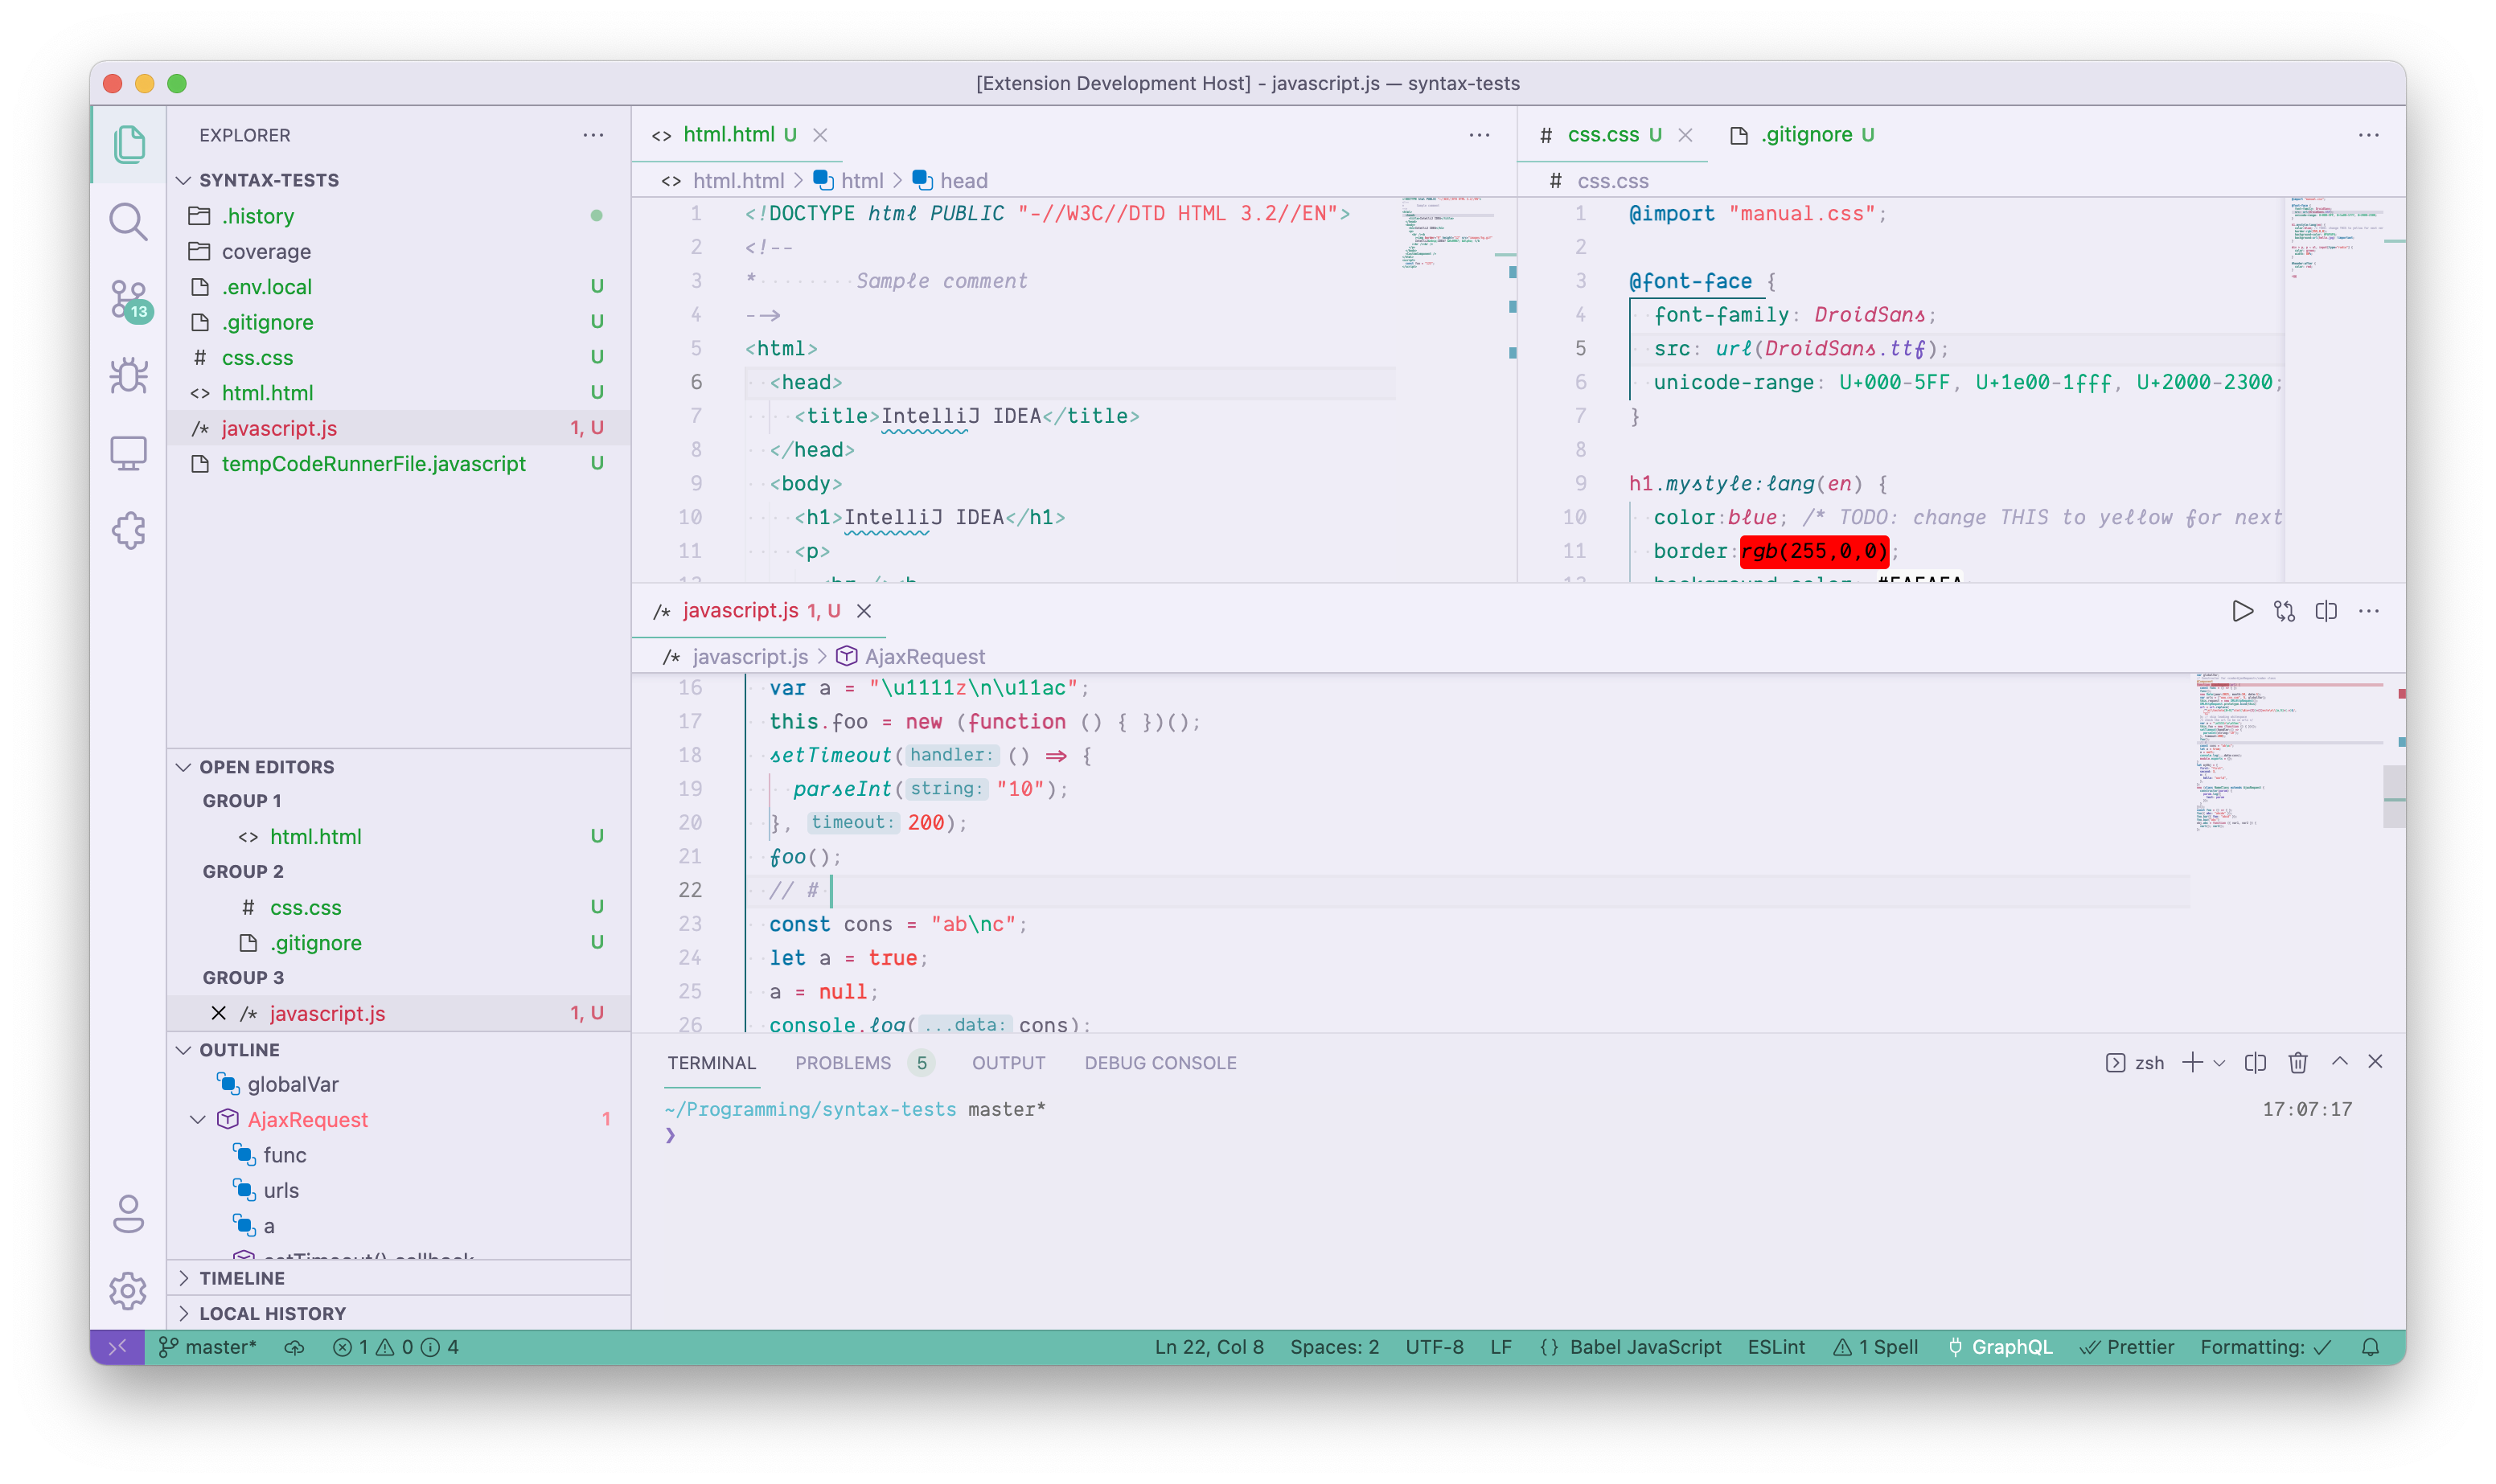 [Extension Development Host] - javascript.js — syntax-tests
EXPLORER
SYNTAX-TESTS
.history
coverage
.env.local U
.gitignore U
css.css U
html.html U
javascript.js 1, U
tempCodeRunnerFile.javascript U
13
OPEN EDITORS
GROUP 1
html.html U
GROUP 2
css.css U
.gitignore U
GROUP 3
javascript.js 1, U
OUTLINE
globalVar
AjaxRequest 1
func
urls
a
setTimeout() callback
TIMELINE
LOCAL HISTORY
<> html.html U
<> html.html > html > head
1 <!DOCTYPE html PUBLIC "-//W3C//DTD HTML 3.2//EN">
2 <!--
3 * Sample comment
4 -->
5 <html>
6 <head>
7 <title>IntelliJ IDEA</title>
8 </head>
9 <body>
10 <h1>IntelliJ IDEA</h1>
11 <p>
12
# css.css U .gitignore U
# css.css
1 @import "manual.css";
2
3 @font-face {
4 font-family: DroidSans;
5 src: url(DroidSans.ttf);
6 unicode-range: U+000-5FF, U+1e00-1fff, U+2000-2300;
7 }
8
9 h1.mystyle:lang(en) {
10 color:blue; /* TODO: change THIS to yellow for next
11 border:rgb(255,0,0);
12 background-color: #FAFAFA
/* javascript.js 1, U
/* javascript.js > AjaxRequest
16 var a = "\u1111z\n\u11ac";
17 this.foo = new (function () { })();
18 setTimeout(handler: () => {
19 parseInt(string: "10");
20 }, timeout: 200);
21 foo();
22 // #
23 const cons = "ab\nc";
24 let a = true;
25 a = null;
26 console.log(...data: cons);
TERMINAL PROBLEMS 5 OUTPUT DEBUG CONSOLE zsh
~/Programming/syntax-tests master* 17:07:17
❯
master* 1 0 4 Ln 22, Col 8 Spaces: 2 UTF-8 LF {} Babel JavaScript ESLint 1 Spell GraphQL Prettier Formatting: ✓